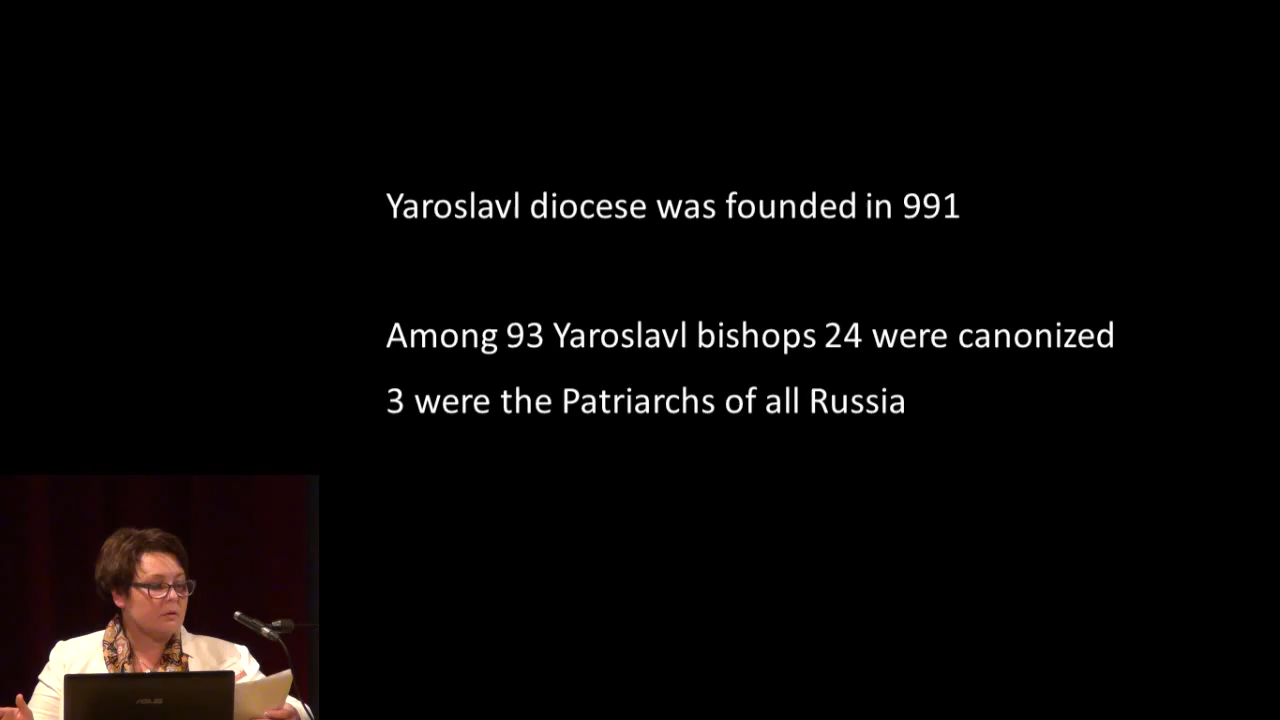 Yaroslavl diocese was founded in 991
Among 93 Yaroslavl bishops 24 were canonized
3 were the Patriarchs of all Russia
ASUS